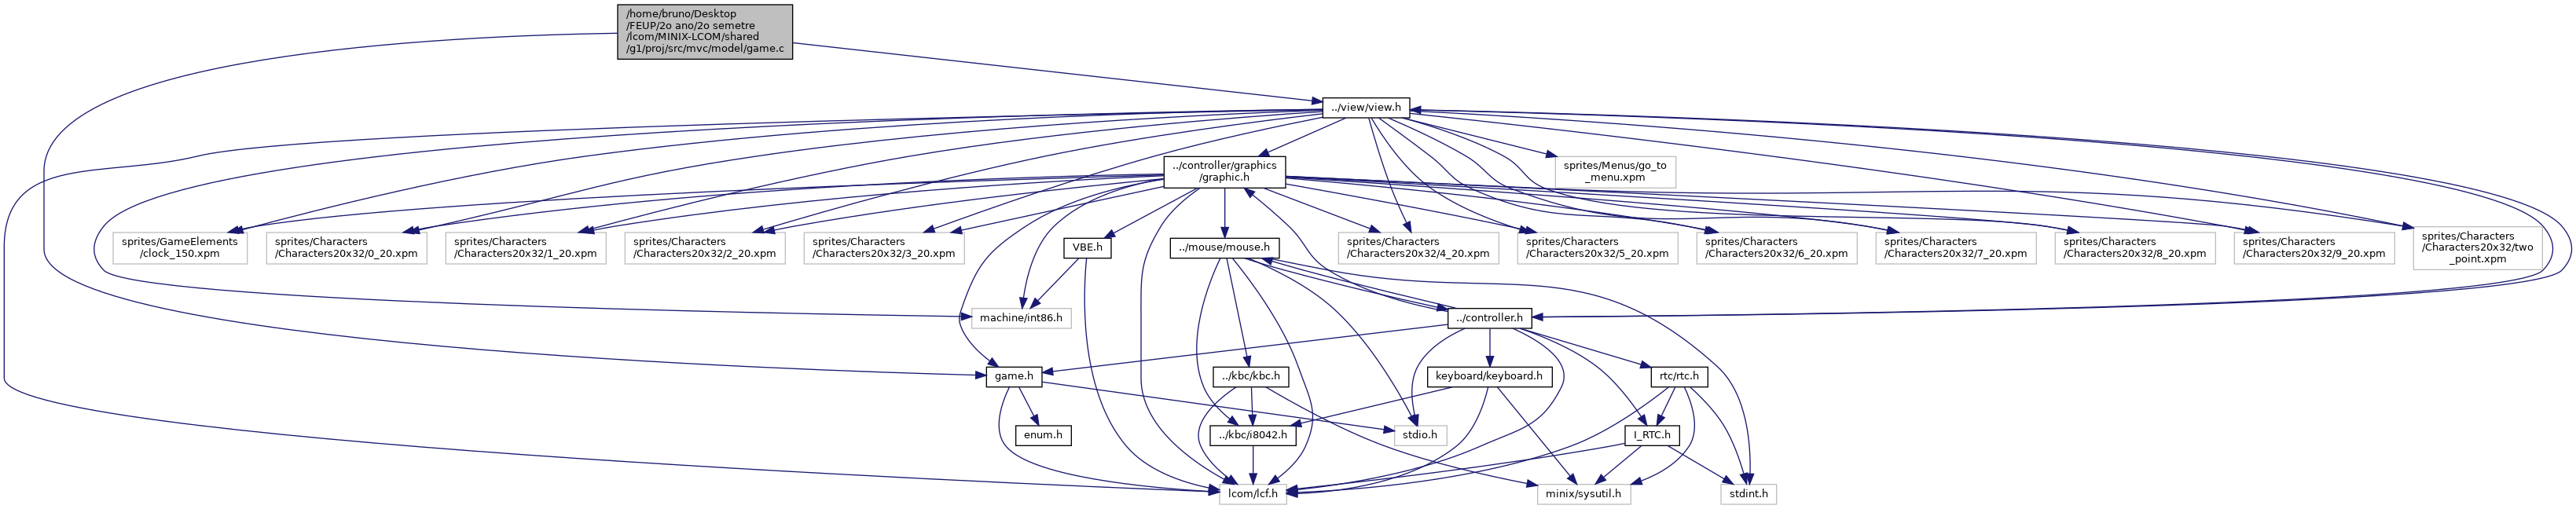 /home/bruno/Desktop
/FEUP/2o ano/2o semetre
/lcom/MINIX-LCOM/shared
/g1/proj/src/mvc/model/game.c
../view/view.h
../controller/graphics
/graphic.h
sprites/Menus/go_to
_menu.xpm
sprites/GameElements
/clock_150.xpm
sprites/Characters
/Characters20x32/0_20.xpm
sprites/Characters
/Characters20x32/1_20.xpm
sprites/Characters
/Characters20x32/2_20.xpm
sprites/Characters
/Characters20x32/3_20.xpm
VBE.h
../mouse/mouse.h
sprites/Characters
/Characters20x32/4_20.xpm
sprites/Characters
/Characters20x32/5_20.xpm
sprites/Characters
/Characters20x32/6_20.xpm
sprites/Characters
/Characters20x32/7_20.xpm
sprites/Characters
/Characters20x32/8_20.xpm
sprites/Characters
/Characters20x32/9_20.xpm
sprites/Characters
/Characters20x32/two
_point.xpm
machine/int86.h
../controller.h
game.h
../kbc/kbc.h
keyboard/keyboard.h
rtc/rtc.h
enum.h
../kbc/i8042.h
stdio.h
I_RTC.h
lcom/lcf.h
minix/sysutil.h
stdint.h